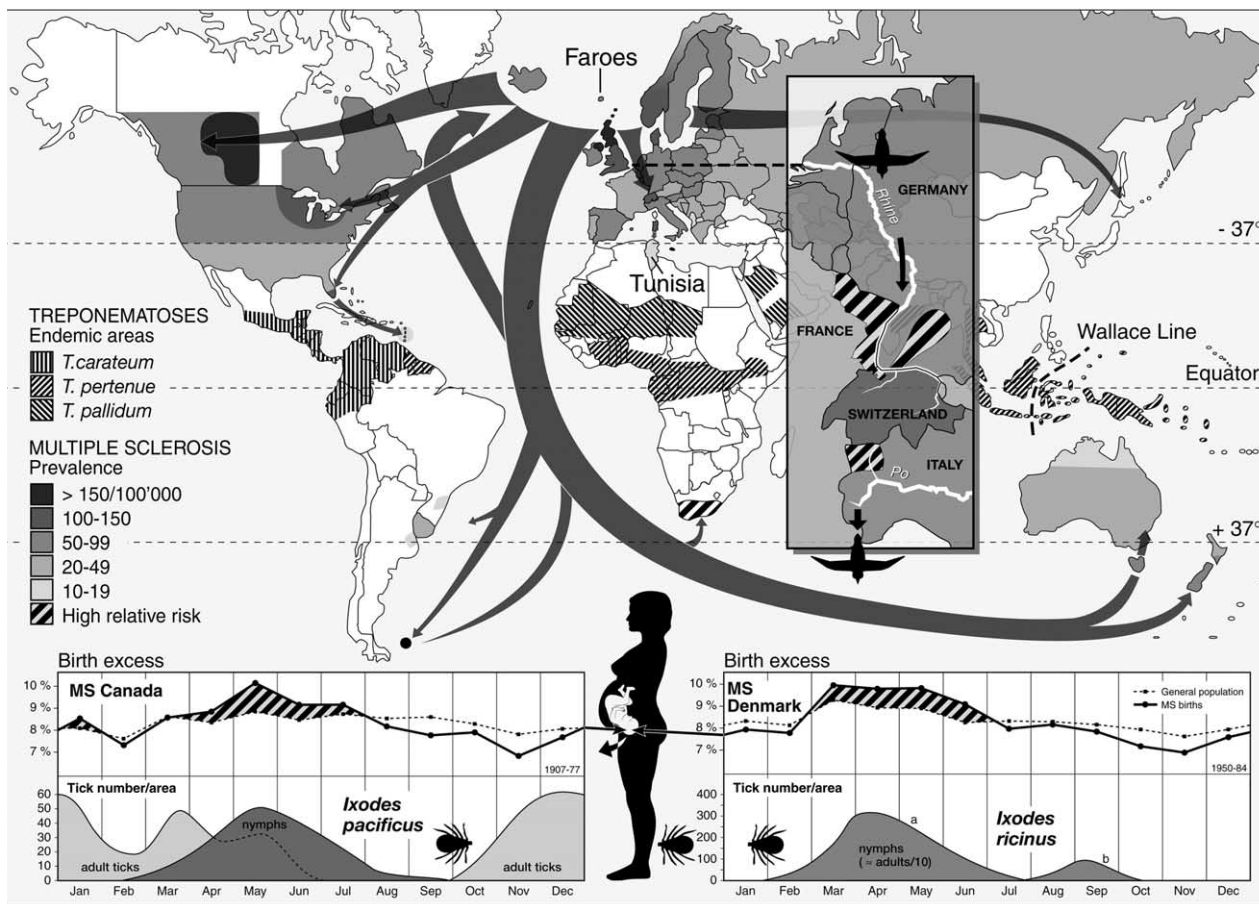 Faroes
Rhine
GERMANY
- 37°
Tunisia
TREPONEMATOSES
Endemic areas
T.carateum
T. pertenue
T. pallidum
FRANCE
Wallace Line
Equator
SWITZERLAND
MULTIPLE SCLEROSIS
Prevalence
> 150/100'000
100-150
50-99
20-49
10-19
High relative risk
ITALY
Po
+ 37°
Birth excess
MS Canada
10 %
9 %
8 %
7 %
1907-77
Tick number/area
60
50
40
30
20
10
0
Ixodes
pacificus
nymphs
adult ticks
adult ticks
Jan Feb Mar Apr May Jun Jul Aug Sep Oct Nov Dec
Birth excess
MS
Denmark
General population
MS births
10 %
9 %
8 %
7 %
1950-84
Tick number/area
400
300
200
100
0
a
Ixodes
ricinus
nymphs
(≈ adults/10)
b
Jan Feb Mar Apr May Jun Jul Aug Sep Oct Nov Dec